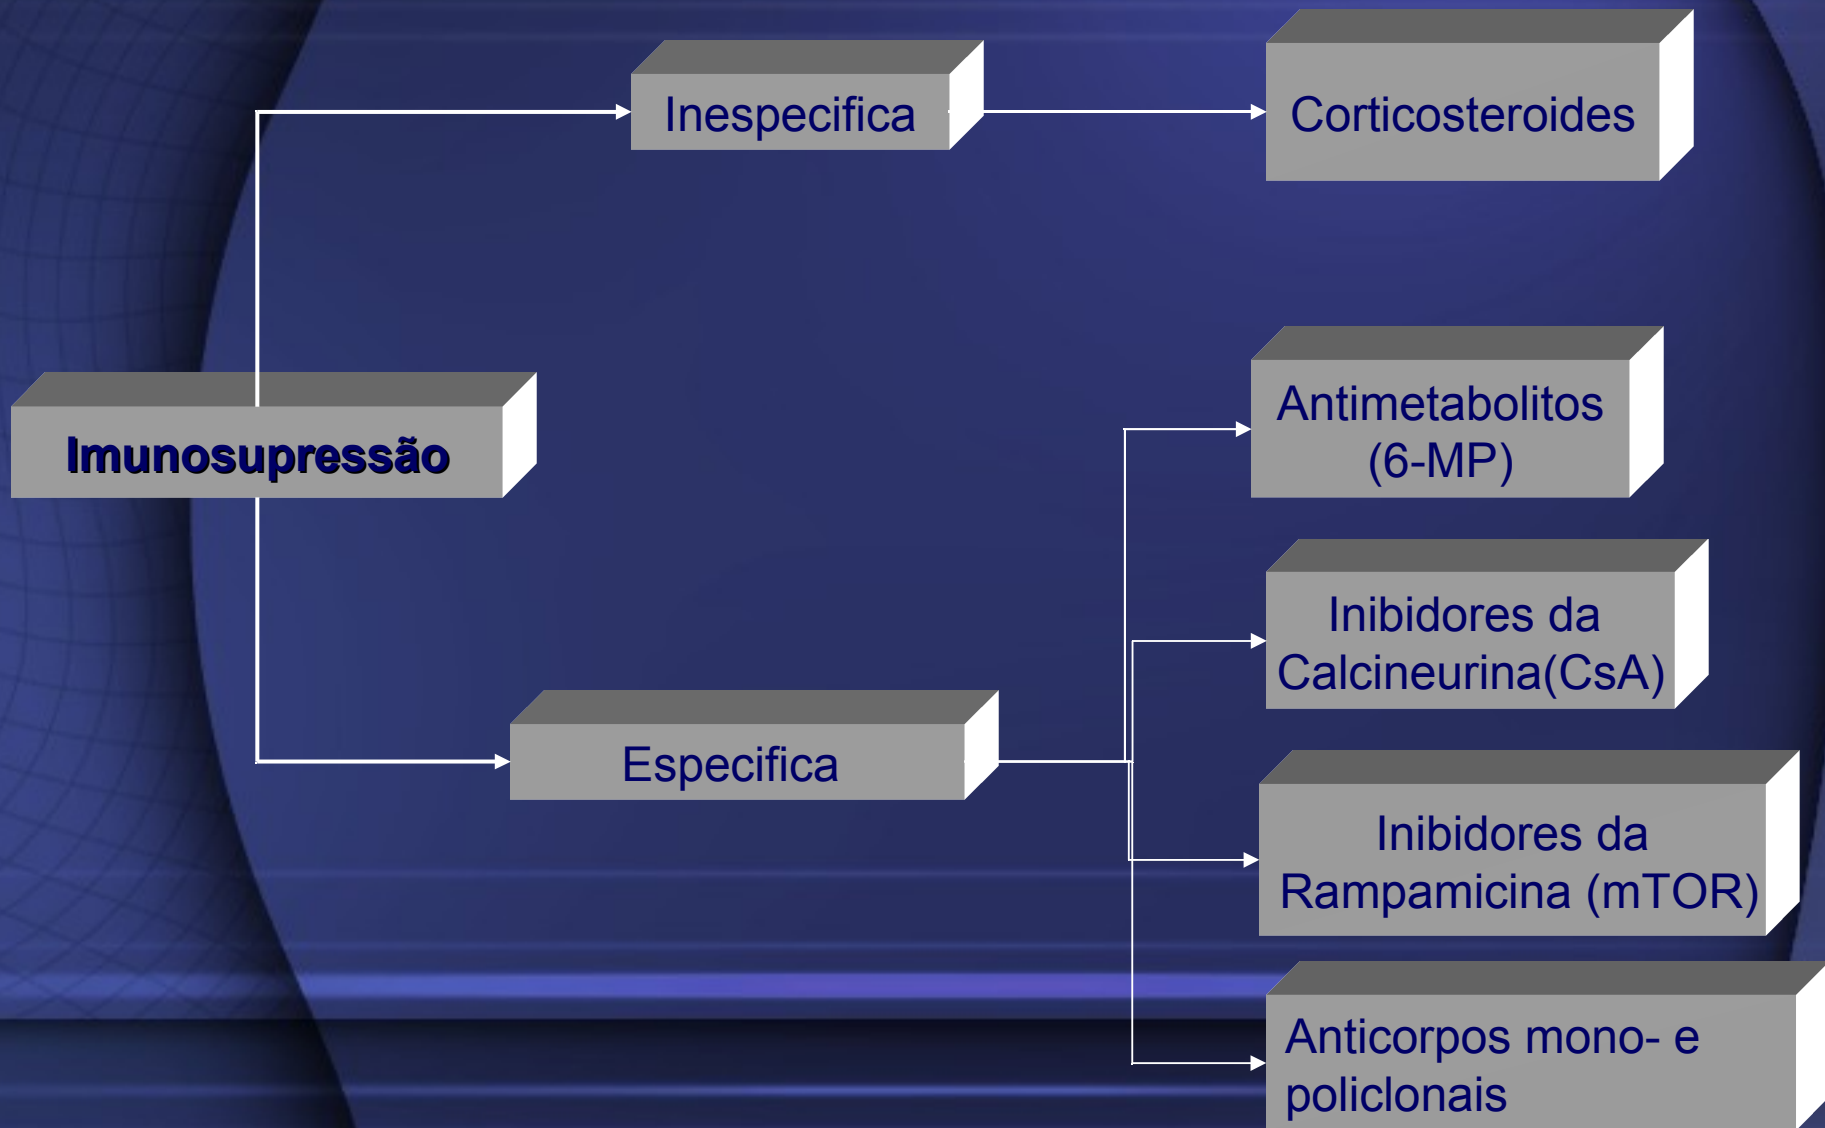 Inespecifica
Corticosteroides
Imunosupressão
Antimetabolitos
(6-MP)
Inibidores da
Calcineurina(CsA)
Especifica
Inibidores da
Rampamicina (mTOR)
Anticorpos mono- e
policlonais